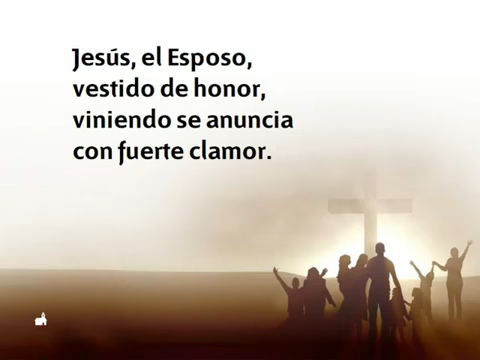 Jesús, el Esposo,
vestido de honor,
viniendo se anuncia
con fuerte clamor.